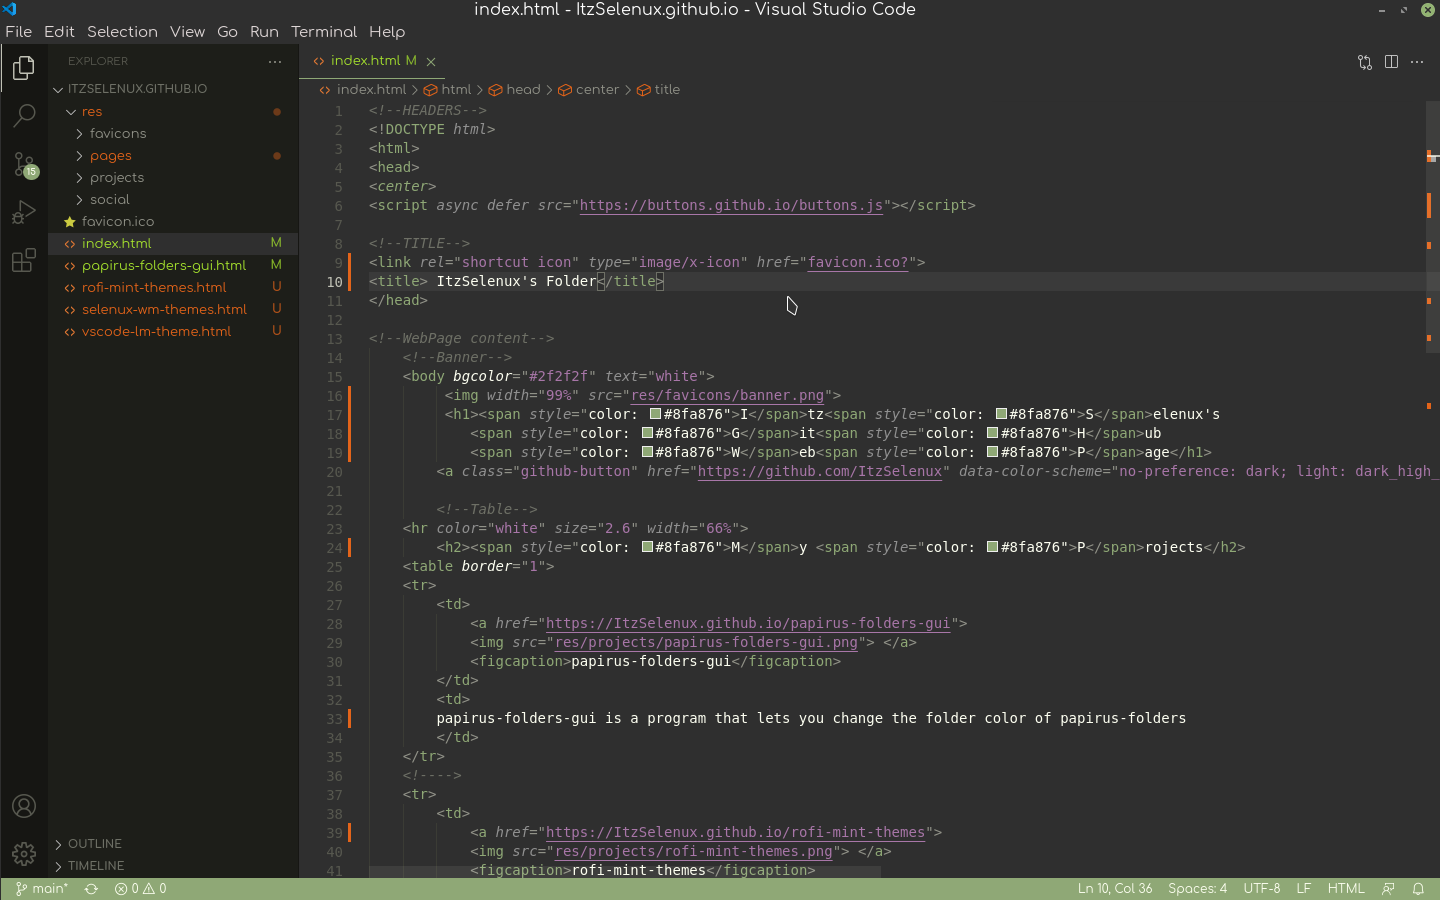 index.html - ItzSelenux.github.io - Visual Studio Code
File Edit Selection View Go Run Terminal Help
EXPLORER
ITZSELENUX.GITHUB.IO
res
favicons
pages
projects
social
favicon.ico
index.html M
papirus-folders-gui.html M
rofi-mint-themes.html U
selenux-wm-themes.html U
vscode-lm-theme.html U
OUTLINE
TIMELINE
15
index.html M
index.html > html > head > center > title
1 <!--HEADERS-->
2 <!DOCTYPE html>
3 <html>
4 <head>
5 <center>
6 <script async defer src="https://buttons.github.io/buttons.js"></script>
7
8 <!--TITLE-->
9 <link rel="shortcut icon" type="image/x-icon" href="favicon.ico?">
10 <title> ItzSelenux's Folder</title>
11 </head>
12
13 <!--WebPage content-->
14 <!--Banner-->
15 <body bgcolor="#2f2f2f" text="white">
16 <img width="99%" src="res/favicons/banner.png">
17 <h1><span style="color: #8fa876">I</span>tz<span style="color: #8fa876">S</span>elenux's
18 <span style="color: #8fa876">G</span>it<span style="color: #8fa876">H</span>ub
19 <span style="color: #8fa876">W</span>eb<span style="color: #8fa876">P</span>age</h1>
20 <a class="github-button" href="https://github.com/ItzSelenux" data-color-scheme="no-preference: dark; light: dark_high_
21
22 <!--Table-->
23 <hr color="white" size="2.6" width="66%">
24 <h2><span style="color: #8fa876">M</span>y <span style="color: #8fa876">P</span>rojects</h2>
25 <table border="1">
26 <tr>
27 <td>
28 <a href="https://ItzSelenux.github.io/papirus-folders-gui">
29 <img src="res/projects/papirus-folders-gui.png"> </a>
30 <figcaption>papirus-folders-gui</figcaption>
31 </td>
32 <td>
33 papirus-folders-gui is a program that lets you change the folder color of papirus-folders
34 </td>
35 </tr>
36 <!---->
37 <tr>
38 <td>
39 <a href="https://ItzSelenux.github.io/rofi-mint-themes">
40 <img src="res/projects/rofi-mint-themes.png"> </a>
41 <figcaption>rofi-mint-themes</figcaption>
main* 0 0 Ln 10, Col 36 Spaces: 4 UTF-8 LF HTML